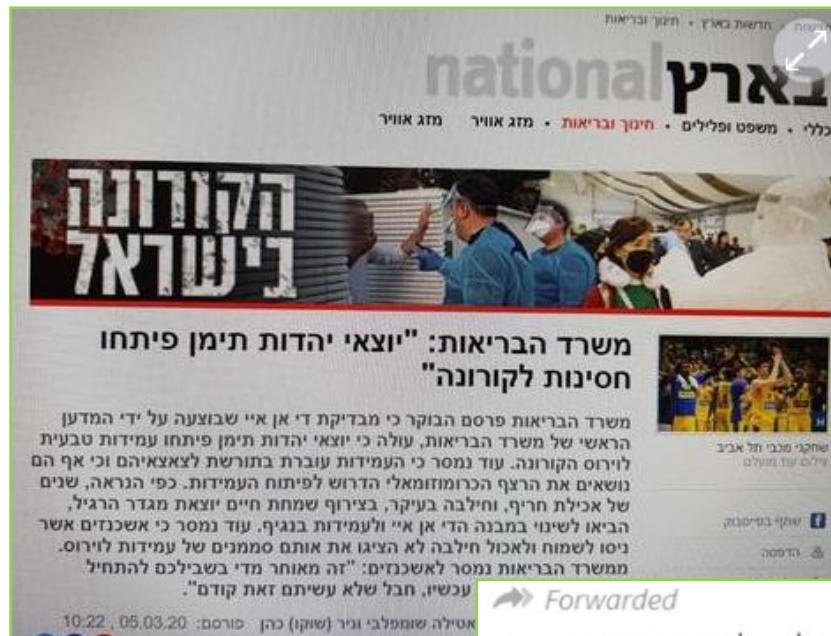 חדשות בארץ • חינוך ובריאות
בארץ national
כללי • משפט ופלילים • חינוך ובריאות • מזג אוויר מזג אוויר
הקורונה
בישראל
משרד הבריאות: "יוצאי יהדות תימן פיתחו
חסינות לקורונה"
משרד הבריאות פרסם הבוקר כי מבדיקת די אן איי שבוצעה על ידי המדען
הראשי של משרד הבריאות, עולה כי יוצאי יהדות תימן פיתחו עמידות טבעית
לוירוס הקורונה. עוד נמסר כי העמידות עוברת בתורשת לצאצאיהם וכי אף הם
נושאים את הרצף הכרומוזומאלי הדרוש לפיתוח העמידות. כפי הנראה, שנים
של אכילת חריף, וחילבה בעיקר, בצירוף שמחת חיים יוצאת מגדר הרגיל,
הביאו לשינוי במבנה הדי אן איי ולעמידות בנגיף. עוד נמסר כי אשכנזים אשר
ניסו לשמוח ולאכול חילבה לא הציגו את אותם סממנים של עמידות לוירוס.
ממשרד הבריאות נמסר לאשכנזים: "זה מאוחר מדי בשבילכם להתחיל
עכשיו, חבל שלא עשיתם זאת קודם".
אטילה שומפלבי וניר (שוקו) כהן פורסם: 05.03.20 , 10:22
שחקני מכבי תל אביב
צילום: עוז מועלם
שתף בפייסבוק
הדפסה
Forwarded